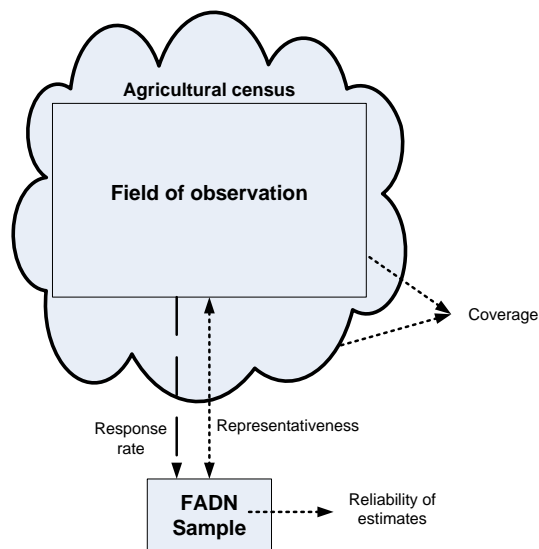 Agricultural census
Field of observation
Coverage
Response
rate
Representativeness
FADN
Sample
Reliability of
estimates